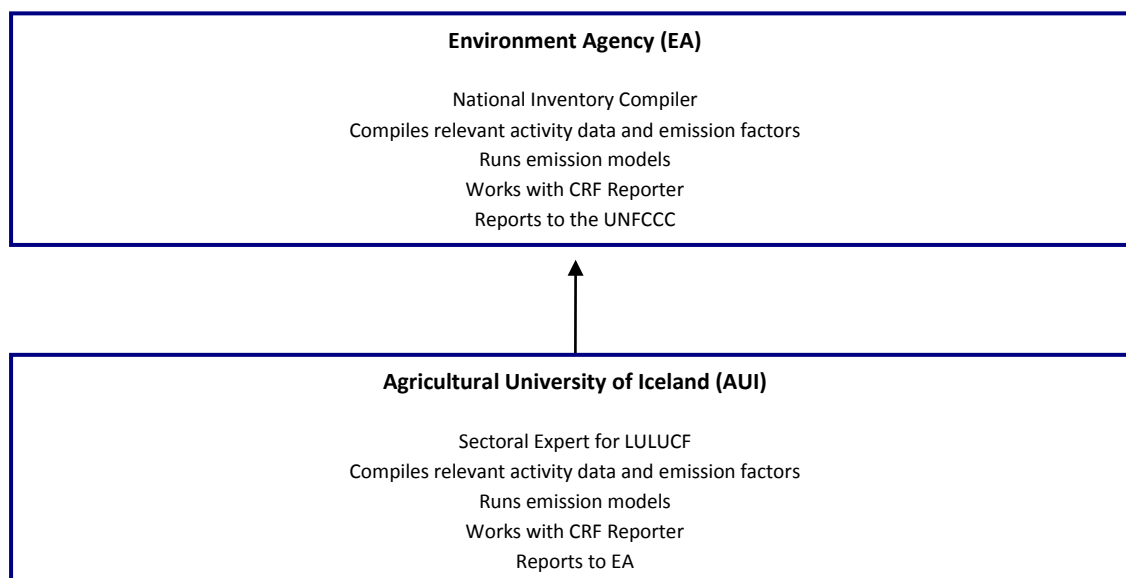 Environment Agency (EA)
National Inventory Compiler
Compiles relevant activity data and emission factors
Runs emission models
Works with CRF Reporter
Reports to the UNFCCC
Agricultural University of Iceland (AUI)
Sectoral Expert for LULUCF
Compiles relevant activity data and emission factors
Runs emission models
Works with CRF Reporter
Reports to EA